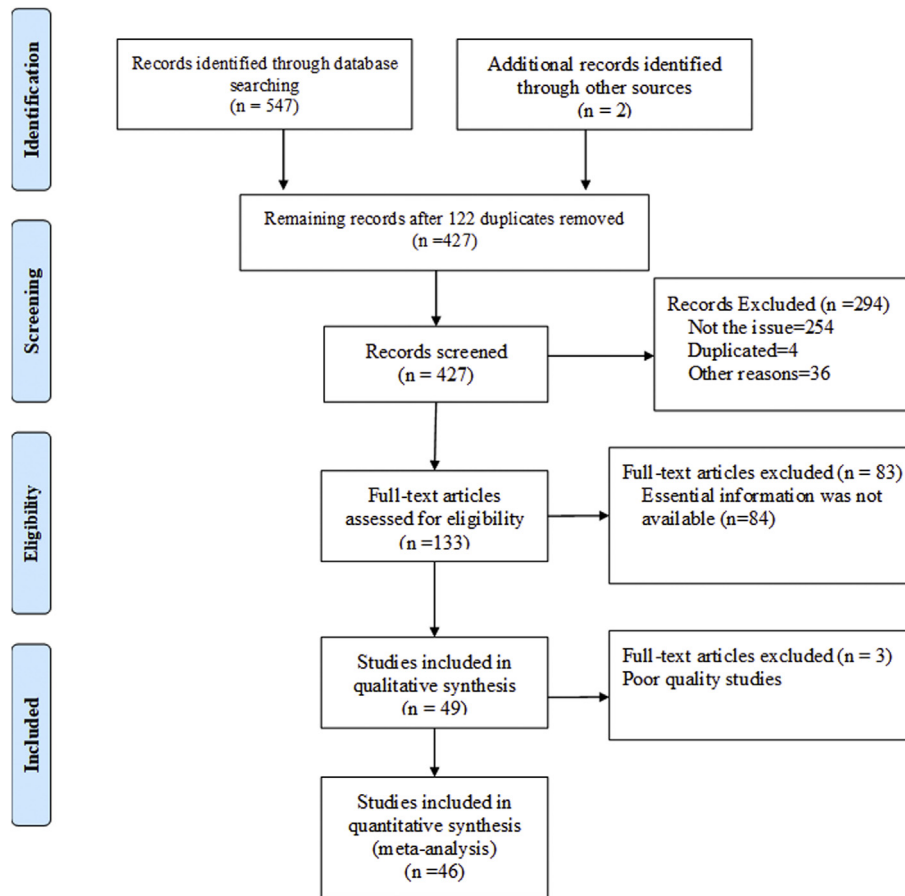 Identification
Records identified through database
searching
(n = 547)
Additional records identified
through other sources
(n = 2)
Remaining records after 122 duplicates removed
(n =427)
Screening
Records screened
(n = 427)
Records Excluded (n =294)
Not the issue=254
Duplicated=4
Other reasons=36
Eligibility
Full-text articles
assessed for eligibility
(n =133)
Full-text articles excluded (n = 83)
Essential information was not
available (n=84)
Included
Studies included in
qualitative synthesis
(n = 49)
Full-text articles excluded (n = 3)
Poor quality studies
Studies included in
quantitative synthesis
(meta-analysis)
(n =46)